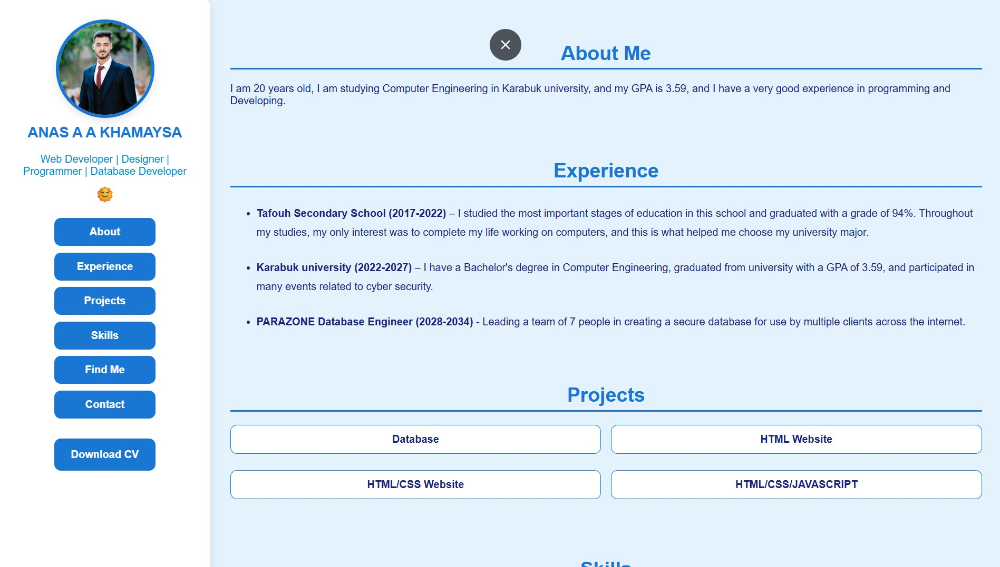 ANAS A A KHAMAYSA
Web Developer | Designer |
Programmer | Database Developer
About
Experience
Projects
Skills
Find Me
Contact
Download CV
About Me
I am 20 years old, I am studying Computer Engineering in Karabuk university, and my GPA is 3.59, and I have a very good experience in programming and
Developing.
Experience
• Tafouh Secondary School (2017-2022) – I studied the most important stages of education in this school and graduated with a grade of 94%. Throughout
my studies, my only interest was to complete my life working on computers, and this is what helped me choose my university major.
• Karabuk university (2022-2027) – I have a Bachelor's degree in Computer Engineering, graduated from university with a GPA of 3.59, and participated in
many events related to cyber security.
• PARAZONE Database Engineer (2028-2034) - Leading a team of 7 people in creating a secure database for use by multiple clients across the internet.
Projects
Database
HTML Website
HTML/CSS Website
HTML/CSS/JAVASCRIPT
Skills